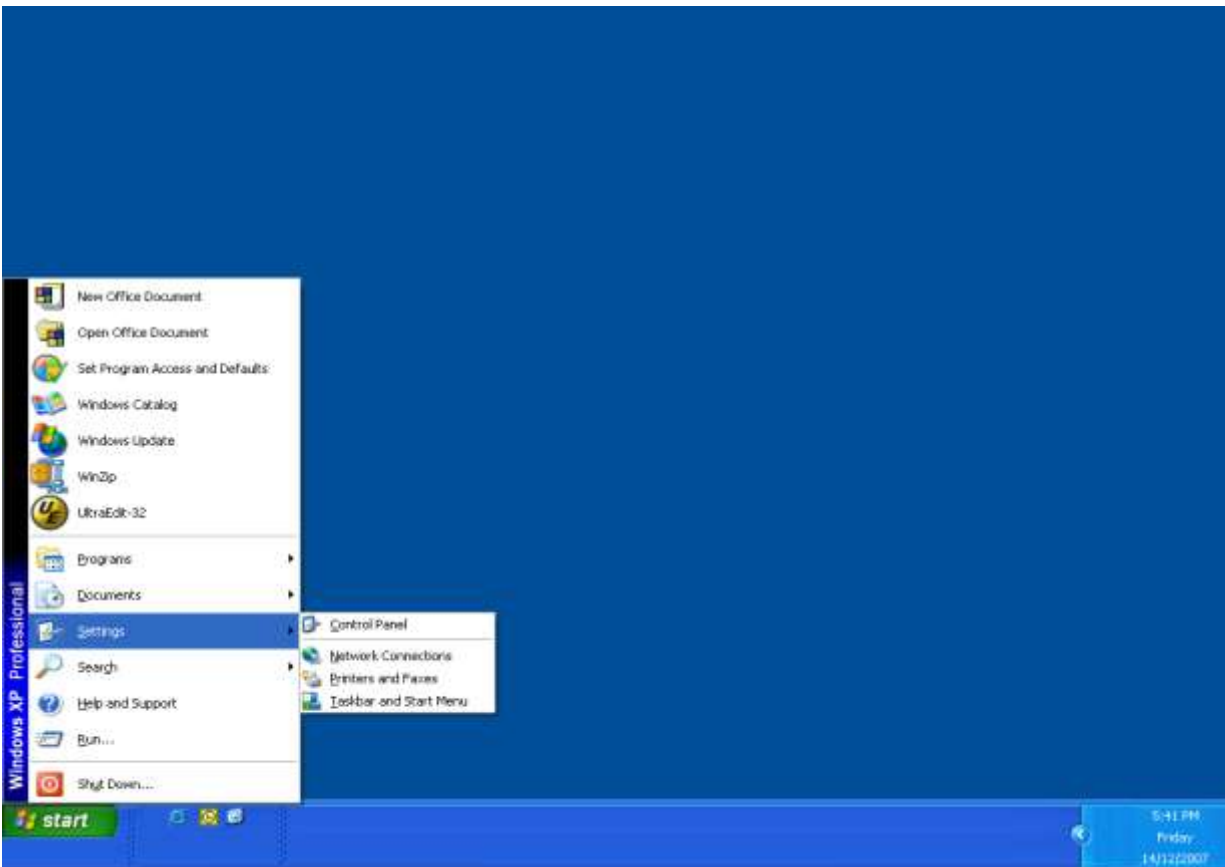 New Office Document
Open Office Document
Set Program Access and Defaults
Windows Catalog
Windows Update
WinZip
UltraEdit-32
Programs
Documents
Settings
Search
Help and Support
Run...
Shut Down...
Windows XP Professional
Control Panel
Network Connections
Printers and Faxes
Taskbar and Start Menu
start
5:41 PM
Friday
14/12/2007